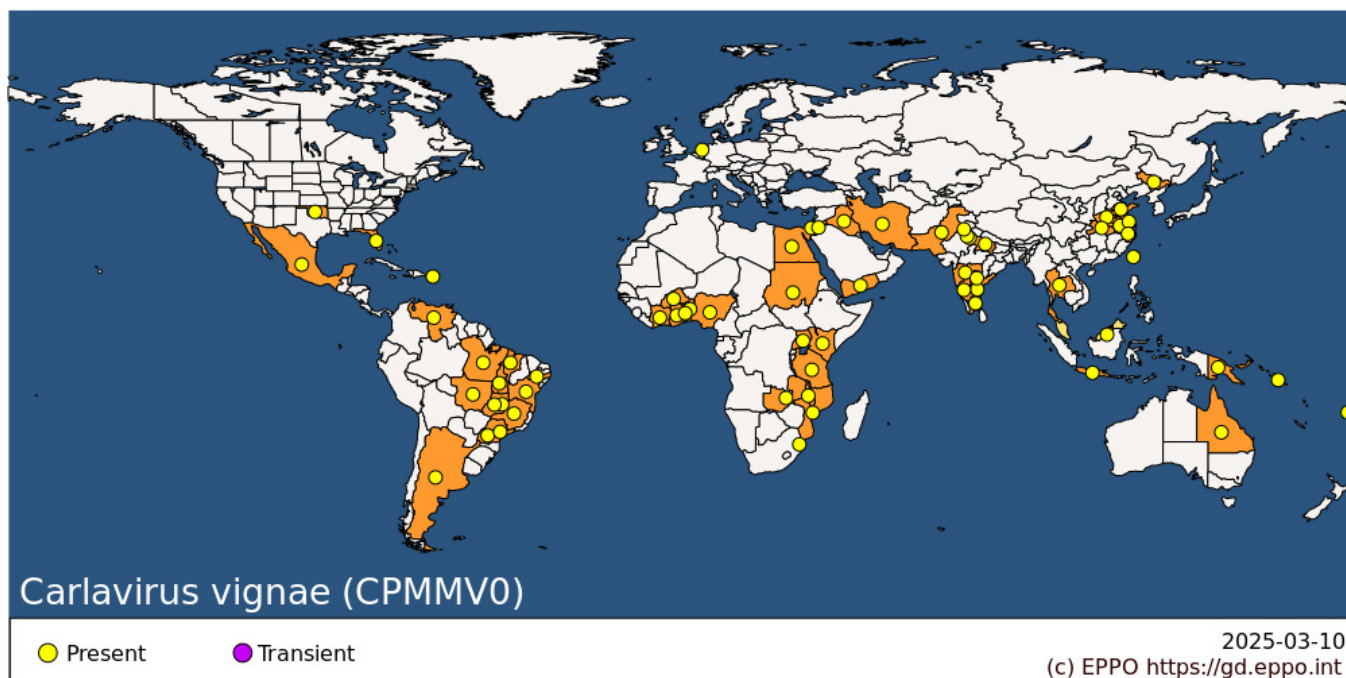 Carlavirus vignae (CPMMV0)
Present
Transient
2025-03-10
(c) EPPO https://gd.eppo.int